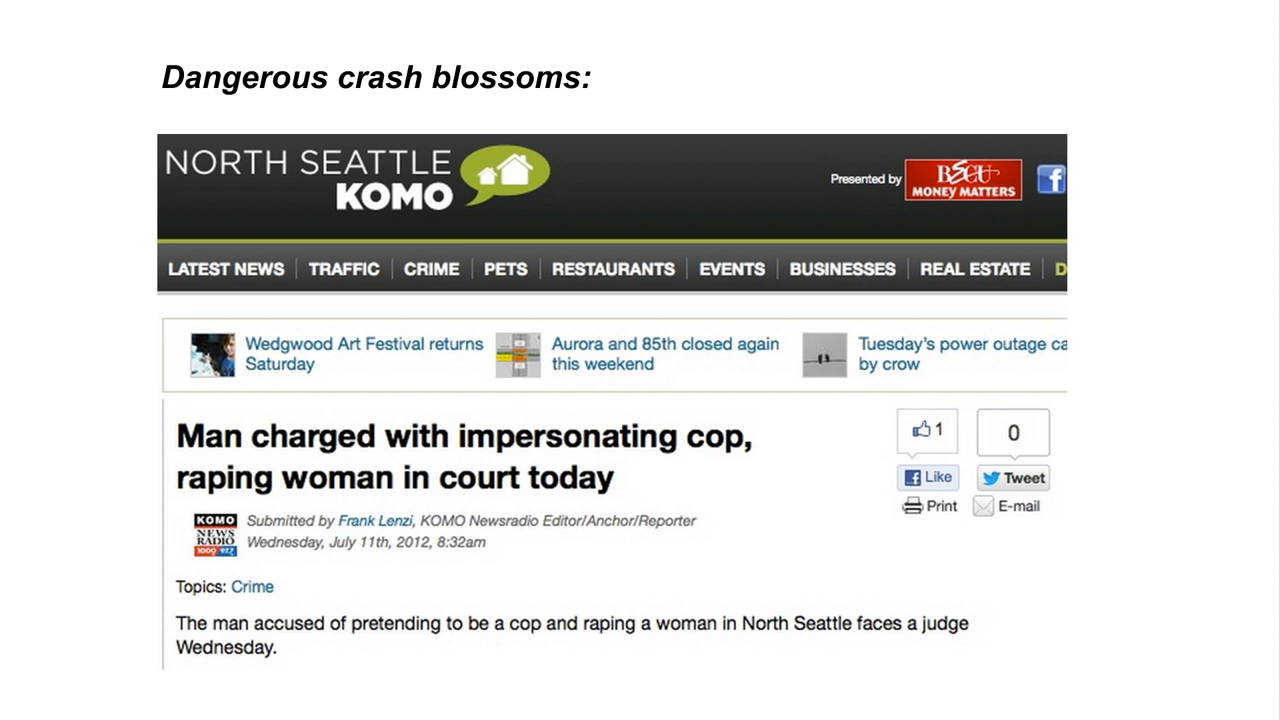 Dangerous crash blossoms:
NORTH SEATTLE
KOMO
Presented by
BECU
MONEY MATTERS
f
LATEST NEWS
TRAFFIC
CRIME
PETS
RESTAURANTS
EVENTS
BUSINESSES
REAL ESTATE
D
Wedgwood Art Festival returns
Saturday
Aurora and 85th closed again
this weekend
Tuesday's power outage ca
by crow
Man charged with impersonating cop,
raping woman in court today
1
0
f Like
Tweet
Print
E-mail
KOMO
NEWS
RADIO
1000 97.7
Submitted by Frank Lenzi, KOMO Newsradio Editor/Anchor/Reporter
Wednesday, July 11th, 2012, 8:32am
Topics: Crime
The man accused of pretending to be a cop and raping a woman in North Seattle faces a judge
Wednesday.